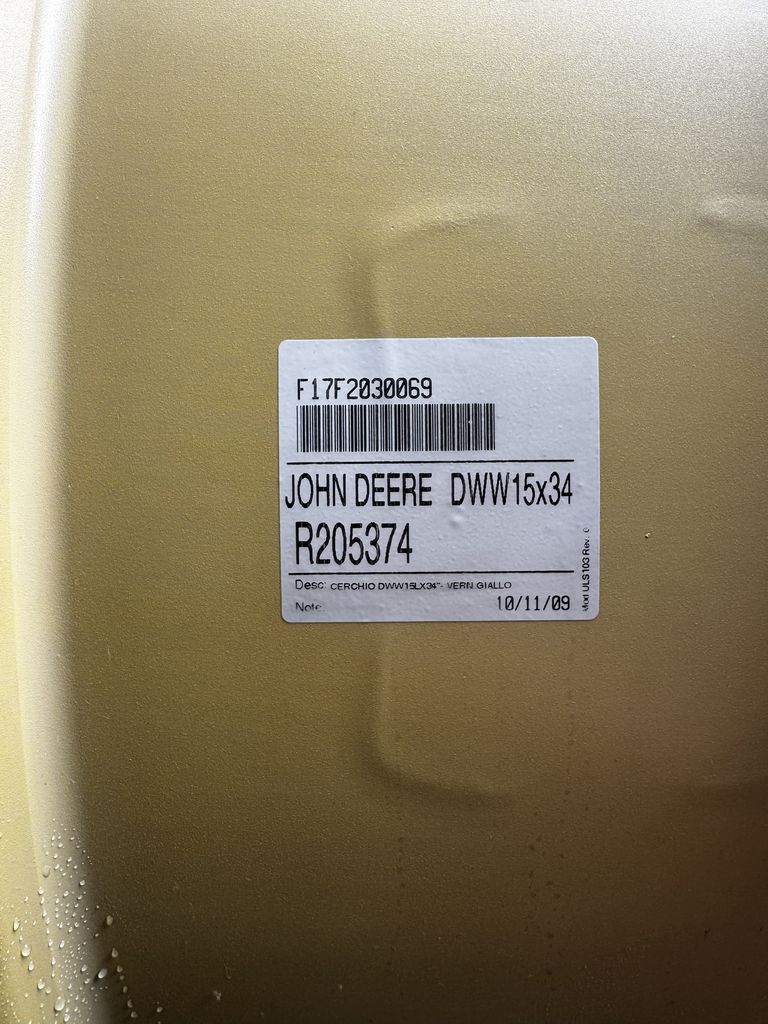 F17F2030069
JOHN DEERE DWW15x34
R205374
Desc: CERCHIO DWW15LX34"- VERN GIALLO
Note:
10/11/09
Mod ULS103 Rev. 0